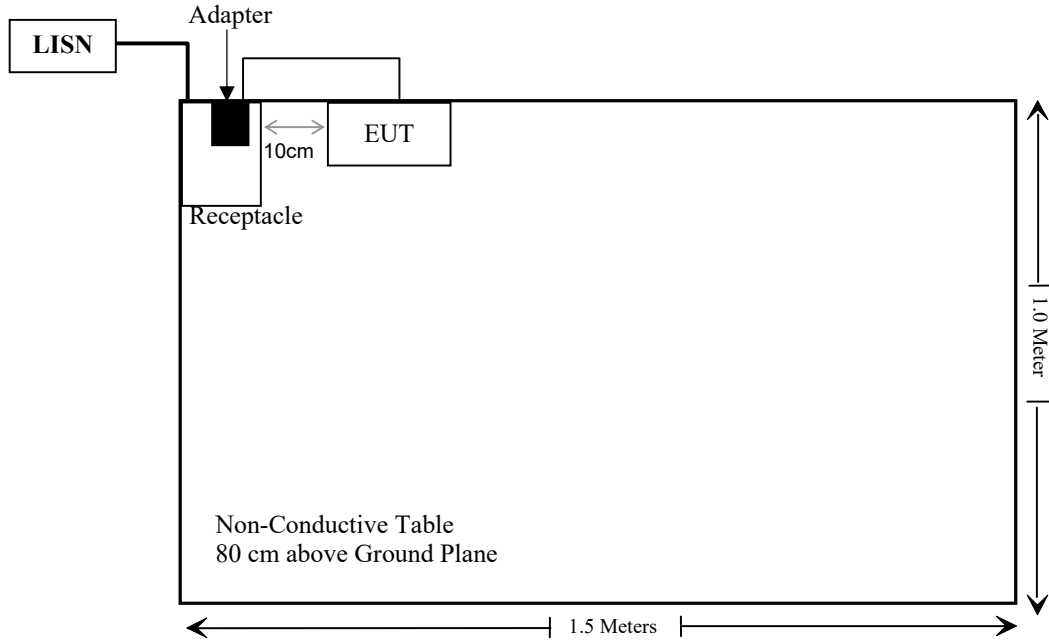 Adapter
LISN
EUT
10cm
Receptacle
1.0 Meter
Non-Conductive Table
80 cm above Ground Plane
1.5 Meters